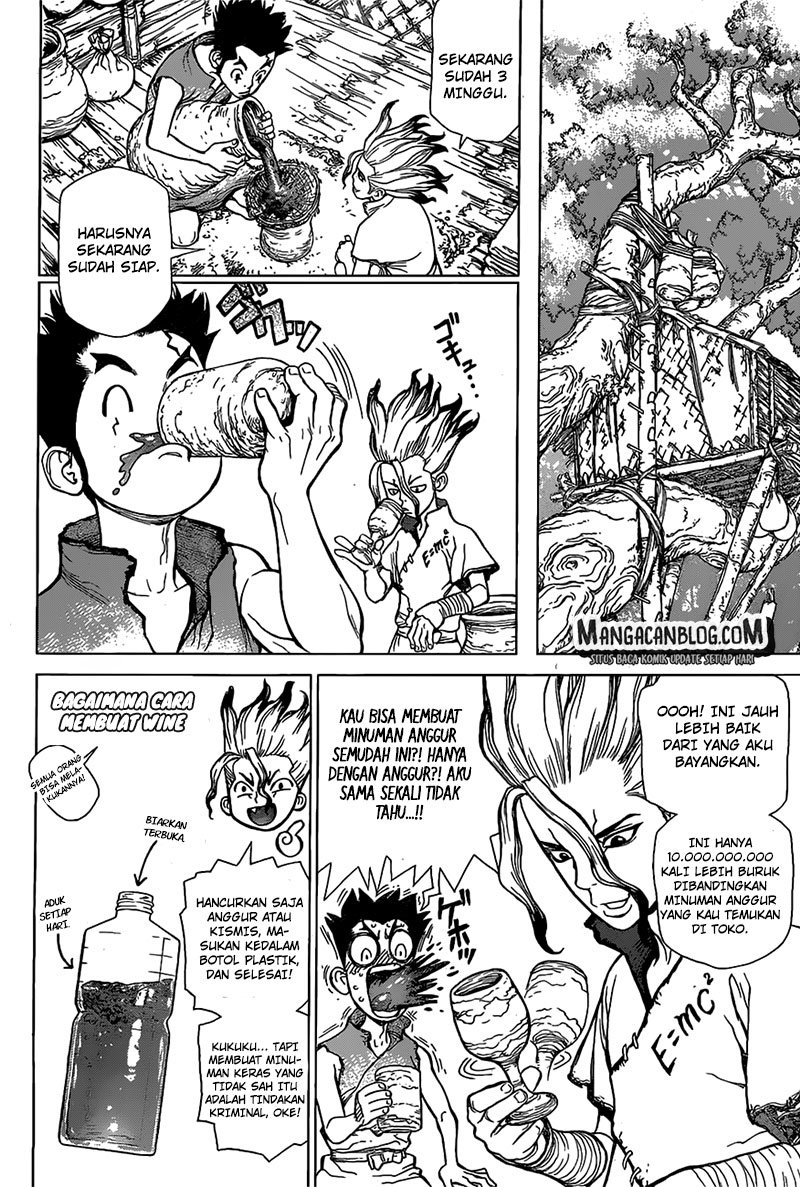 SEKARANG
SUDAH 3
MINGGU.
HARUSNYA
SEKARANG
SUDAH SIAP.
ゴキュ…
E=mc²
MANGACANBLOG.COM
SITUS BACA KOMIK UPDATE SETIAP HARI
OOOH! INI JAUH
LEBIH BAIK
DARI YANG AKU
BAYANGKAN.
INI HANYA
10.000.000.000
KALI LEBIH BURUK
DIBANDINGKAN
MINUMAN ANGGUR
YANG KAU TEMUKAN
DI TOKO.
E=mc²
KAU BISA MEMBUAT
MINUMAN ANGGUR
SEMUDAH INI?! HANYA
DENGAN ANGGUR?! AKU
SAMA SEKALI TIDAK
TAHU...!!
BAGAIMANA CARA
MEMBUAT WINE
SEMUA ORANG
BISA MELA-
KUKANNYA!
BIARKAN
TERBUKA
ADUK
SETIAP
HARI.
HANCURKAN SAJA
ANGGUR ATAU
KISMIS, MA-
SUKAN KEDALAM
BOTOL PLASTIK,
DAN SELESAI!
KUKUKU... TAPI
MEMBUAT MINU-
MAN KERAS YANG
TIDAK SAH ITU
ADALAH TINDAKAN
KRIMINAL, OKE!